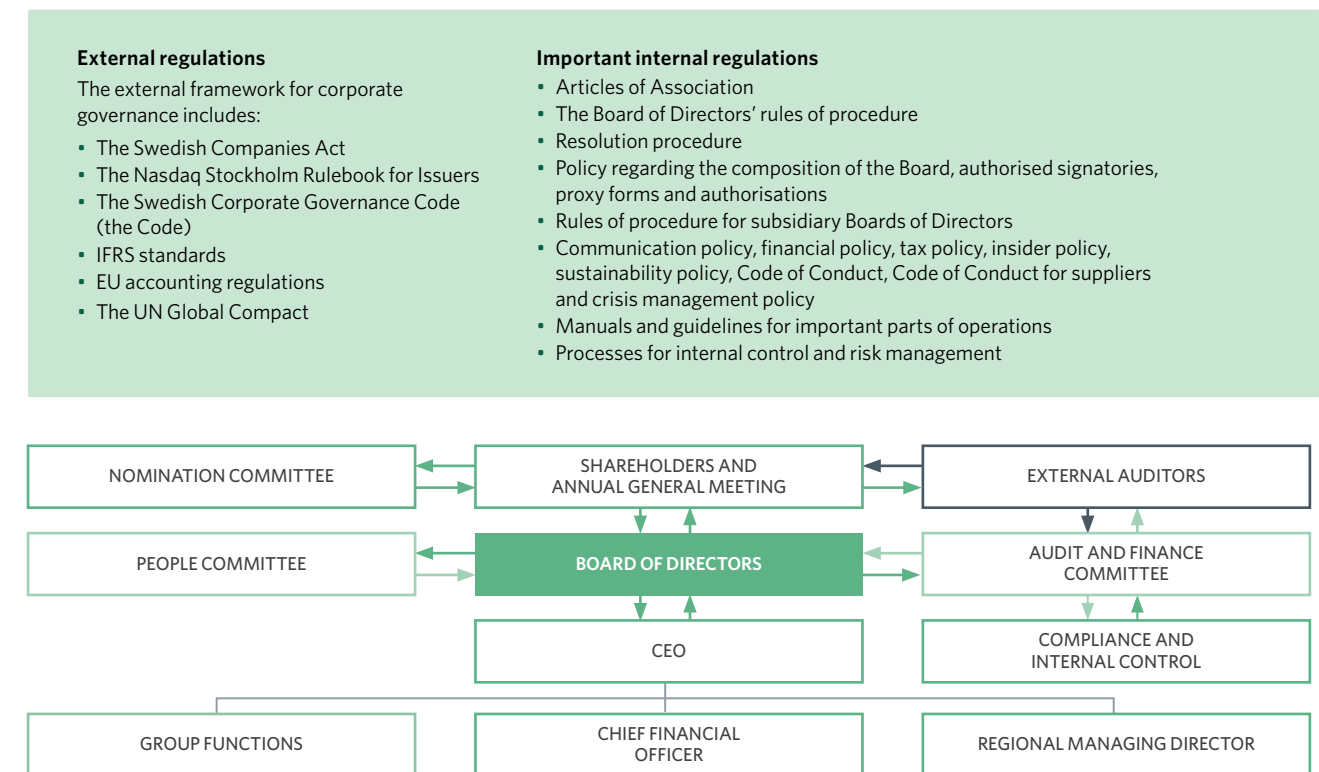 External regulations
The external framework for corporate
governance includes:
• The Swedish Companies Act
• The Nasdaq Stockholm Rulebook for Issuers
• The Swedish Corporate Governance Code
(the Code)
• IFRS standards
• EU accounting regulations
• The UN Global Compact
Important internal regulations
• Articles of Association
• The Board of Directors’ rules of procedure
• Resolution procedure
• Policy regarding the composition of the Board, authorised signatories,
proxy forms and authorisations
• Rules of procedure for subsidiary Boards of Directors
• Communication policy, financial policy, tax policy, insider policy,
sustainability policy, Code of Conduct, Code of Conduct for suppliers
and crisis management policy
• Manuals and guidelines for important parts of operations
• Processes for internal control and risk management
NOMINATION COMMITTEE
SHAREHOLDERS AND
ANNUAL GENERAL MEETING
EXTERNAL AUDITORS
PEOPLE COMMITTEE
BOARD OF DIRECTORS
AUDIT AND FINANCE
COMMITTEE
CEO
COMPLIANCE AND
INTERNAL CONTROL
GROUP FUNCTIONS
CHIEF FINANCIAL
OFFICER
REGIONAL MANAGING DIRECTOR